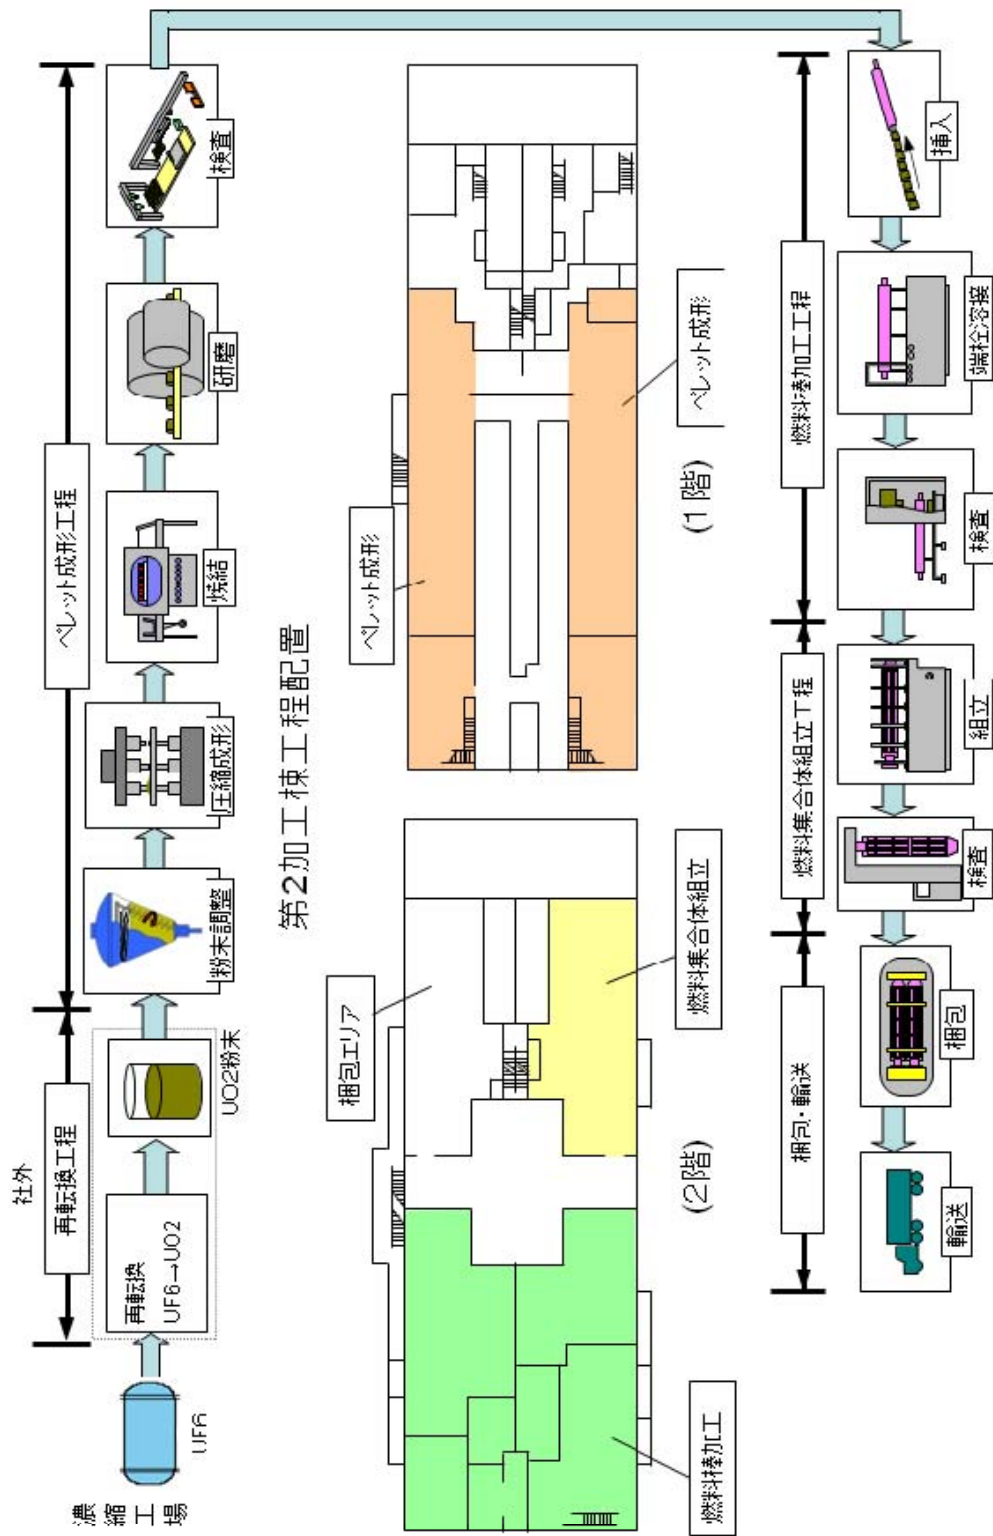 濃縮工場
UF6
社外
再転換工程
再転換
UF6→UO2
UO2粉末
ペレット成形工程
粉末調整
圧縮成形
焼結
研磨
検査
第2加工棟工程配置
梱包エリア
燃料集合体組立
燃料棒加工
(2階)
ペレット成形
ペレット成形
(1階)
燃料棒加工工程
挿入
端栓溶接
検査
燃料集合体組立工程
組立
検査
梱包・輸送
梱包
輸送